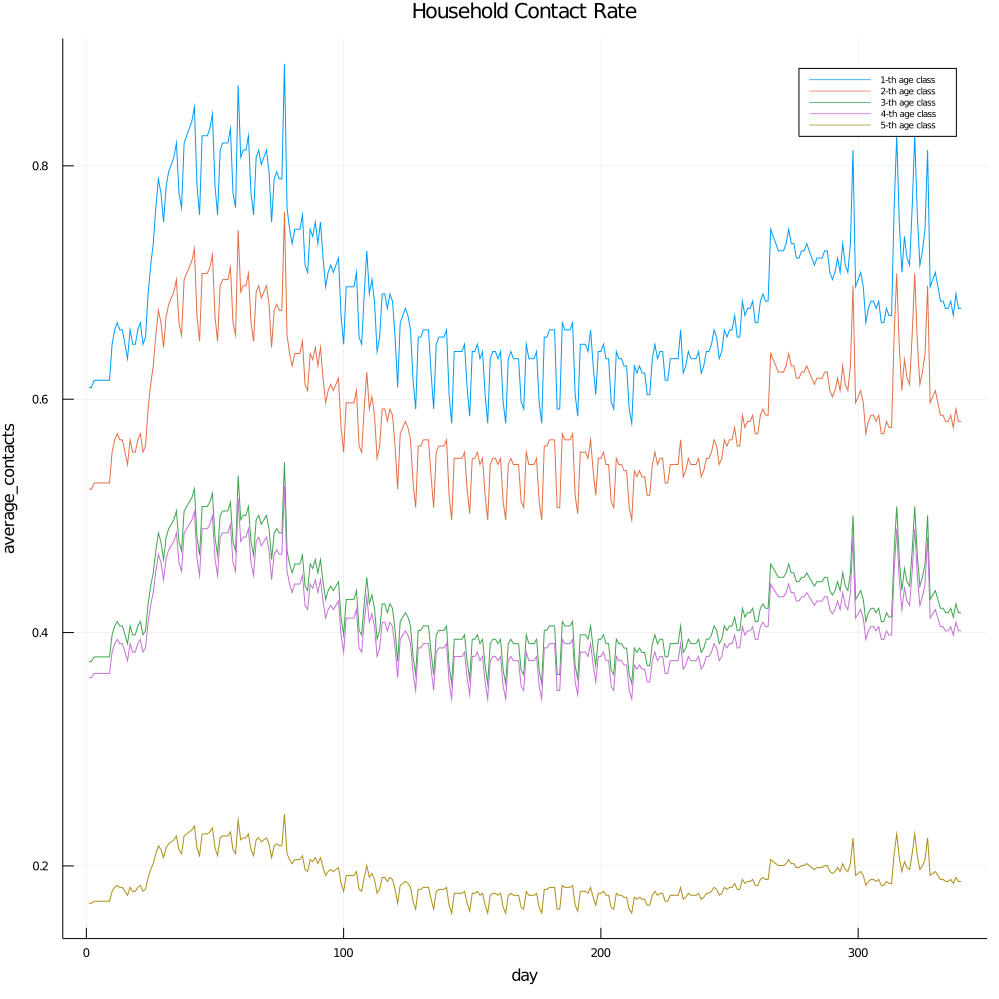 Household Contact Rate
1-th age class
2-th age class
3-th age class
4-th age class
5-th age class
average_contacts
0.8
0.6
0.4
0.2
0
100
200
300
day